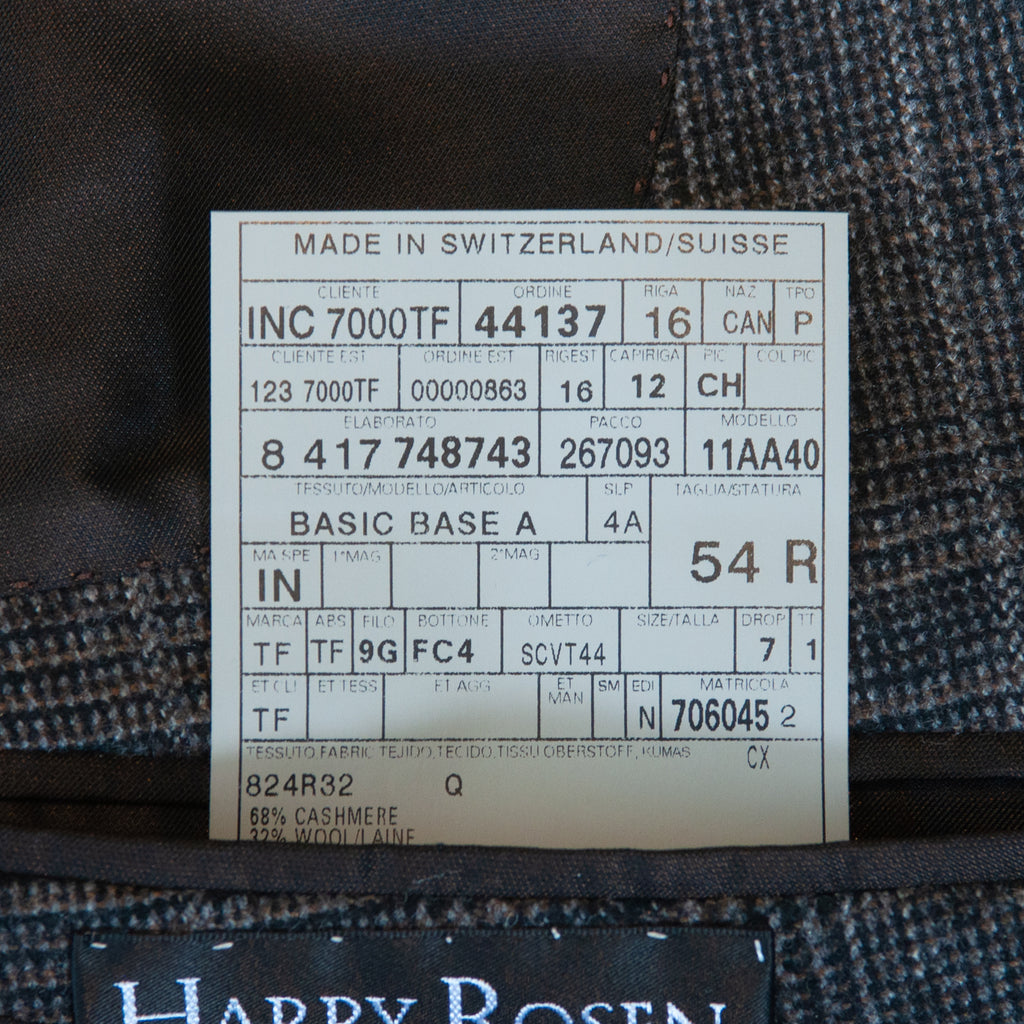 MADE IN SWITZERLAND/SUISSE
CLIENTE ORDINE RIGA NAZ TPO
INC 7000TF 44137 16 CAN P
CLIENTE EST ORDINE EST RIGEST CAPIRIGA PIC COL PIC
123 7000TF 00000863 16 12 CH
ELABORATO PACCO MODELLO
8 417 748743 267093 11AA40
TESSUTO/MODELLO/ARTICOLO SLP TAGLIA/STATURA
BASIC BASE A 4A
54 R
MA SPE 1°MAG 2°MAG
IN
MARCA ABS FILO BOTTONE OMETTO SIZE/TALLA DROP TT
TF TF 9G FC4 SCVT44 7 1
ET CLI ET TESS ET AGG ET MAN SM EDI MATRICOLA
TF N 706045 2
TESSUTO, FABRIC, TEJIDO, TECIDO, TISSU, OBERSTOFF, KUMAS CX
824R32 Q
68% CASHMERE
32% WOOL/LAINE
HARRY ROSEN